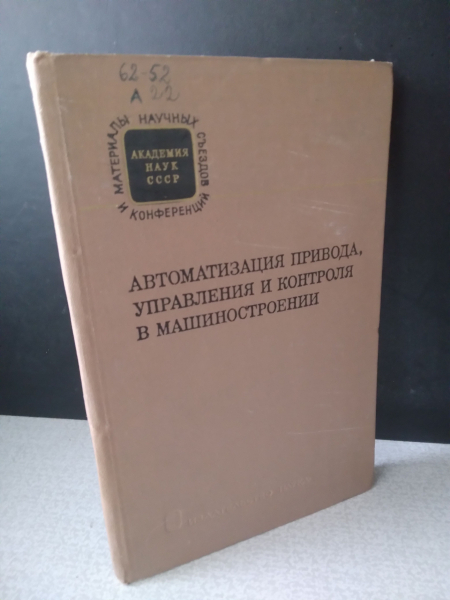 62-52
А 22
МАТЕРИАЛЫ НАУЧНЫХ СЪЕЗДОВ И КОНФЕРЕНЦИЙ
АКАДЕМИЯ
НАУК
СССР
АВТОМАТИЗАЦИЯ ПРИВОДА,
УПРАВЛЕНИЯ И КОНТРОЛЯ
В МАШИНОСТРОЕНИИ